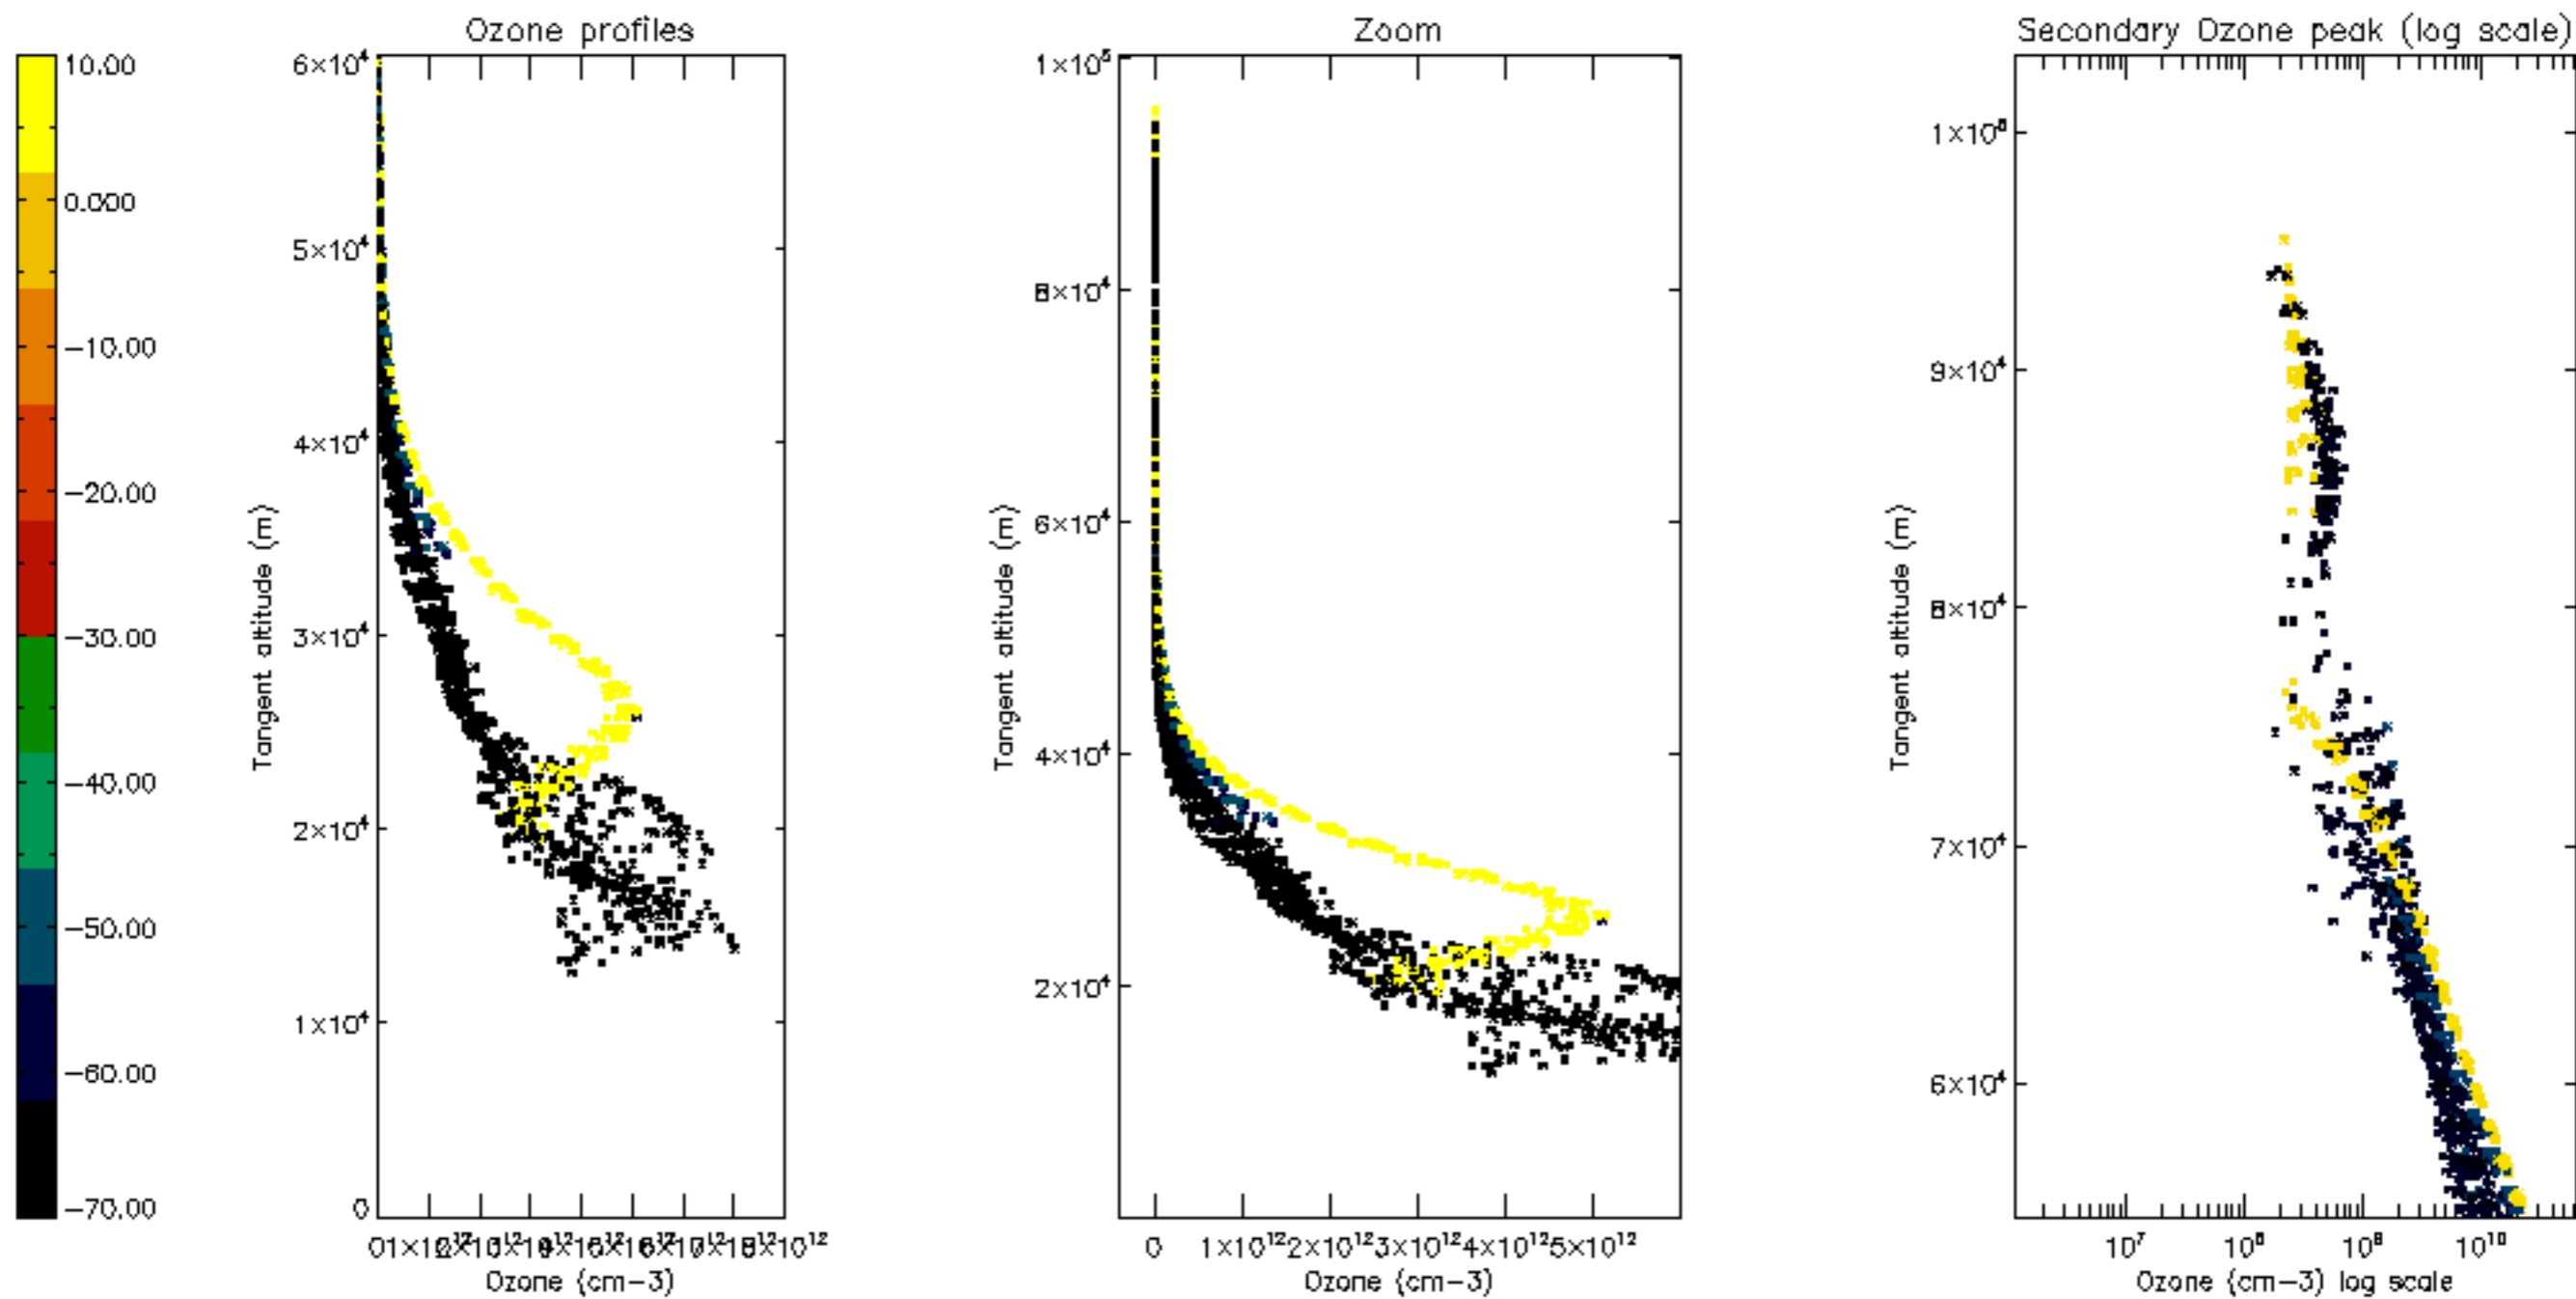 Ozone profiles
Zoom
Secondary Ozone peak (log scale)
10.00
0.000
−10.00
−20.00
−30.00
−40.00
−50.00
−60.00
−70.00
6×10⁴
5×10⁴
4×10⁴
3×10⁴
2×10⁴
1×10⁴
0
Tangent altitude (m)
Ozone (cm−3)
1×10⁵
8×10⁴
6×10⁴
4×10⁴
2×10⁴
Tangent altitude (m)
0 1×10¹² 2×10¹² 3×10¹² 4×10¹² 5×10¹²
Ozone (cm−3)
9×10⁴
8×10⁴
7×10⁴
6×10⁴
Tangent altitude (m)
10⁷ 10⁸ 10⁹ 10¹⁰
Ozone (cm−3) log scale